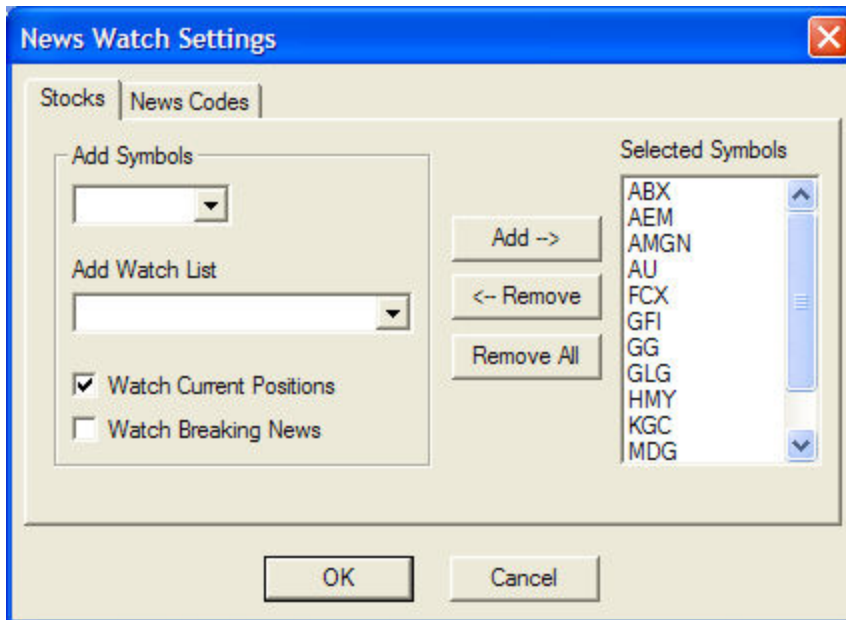 News Watch Settings
Stocks
News Codes
Add Symbols
Add Watch List
Watch Current Positions
Watch Breaking News
Add -->
<-- Remove
Remove All
Selected Symbols
ABX
AEM
AMGN
AU
FCX
GFI
GG
GLG
HMY
KGC
MDG
OK
Cancel